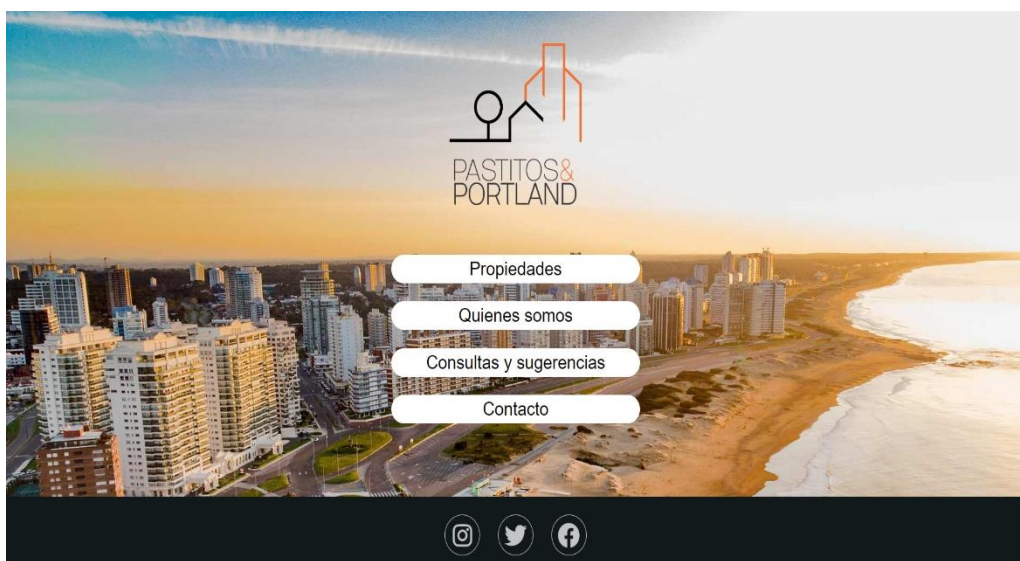 PASTITOS&
PORTLAND
Propiedades
Quienes somos
Consultas y sugerencias
Contacto